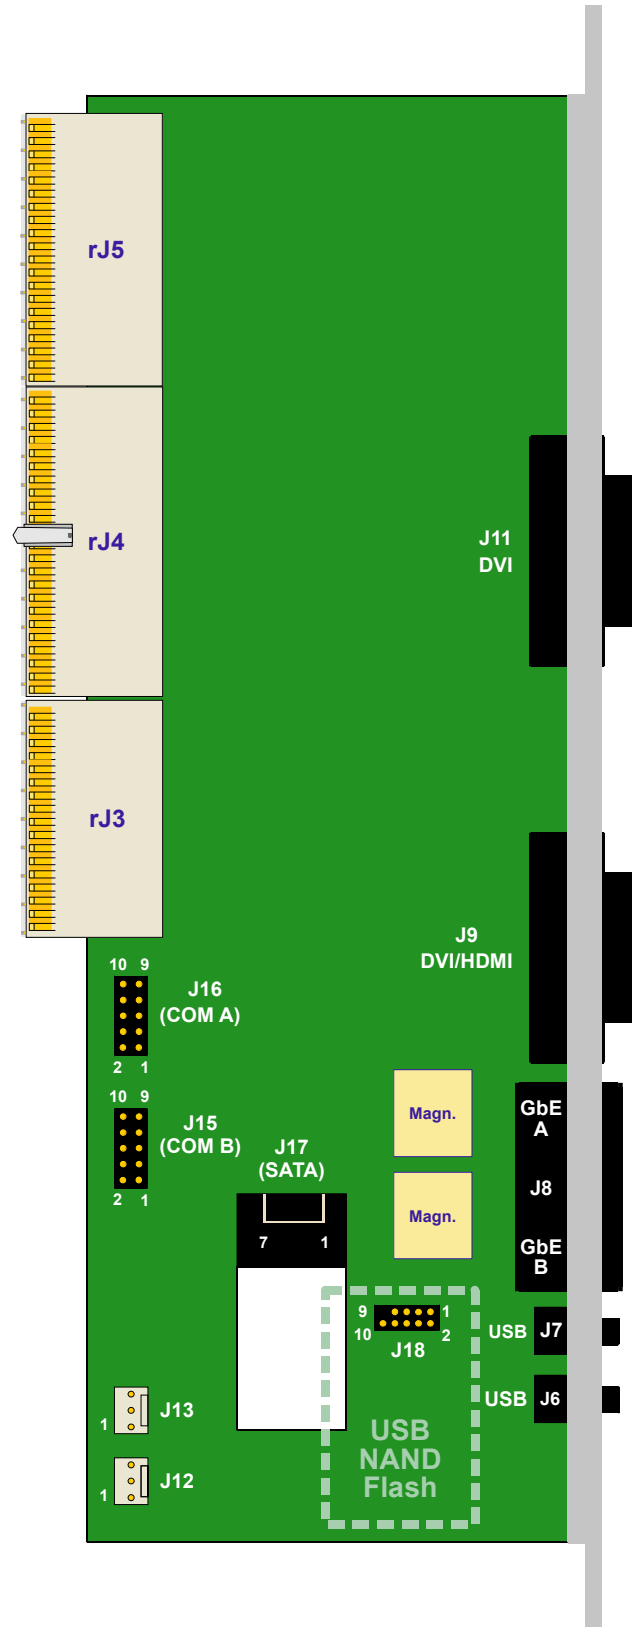 rJ5
rJ4
J11
DVI
rJ3
J9
DVI/HDMI
10 9
J16
(COM A)
2 1
10 9
J15
(COM B)
2 1
J17
(SATA)
7 1
Magn.
Magn.
GbE
A
J8
GbE
B
9 1
10 2
J18
USB J7
USB J6
USB
NAND
Flash
J13
1
J12
1